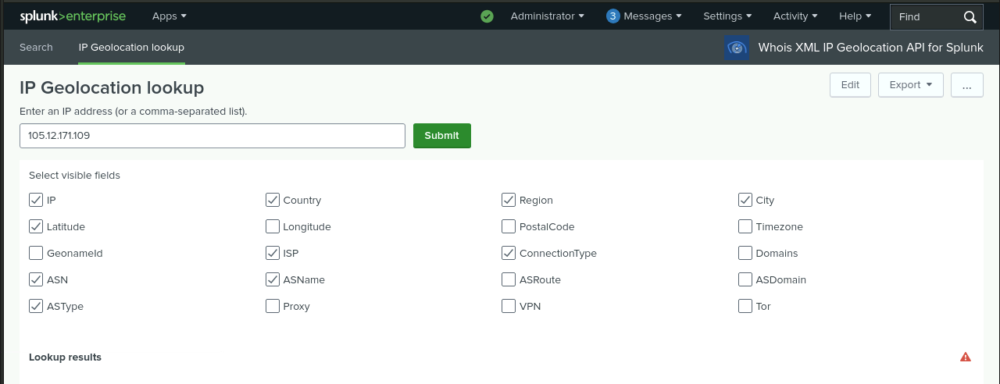 splunk>enterprise Apps Administrator 3 Messages Settings Activity Help Find
Search IP Geolocation lookup Whois XML IP Geolocation API for Splunk
IP Geolocation lookup Edit Export ...
Enter an IP address (or a comma-separated list).
105.12.171.109 Submit
Select visible fields
IP Country Region City
Latitude Longitude PostalCode Timezone
GeonameId ISP ConnectionType Domains
ASN ASName ASRoute ASDomain
ASType Proxy VPN Tor
Lookup results